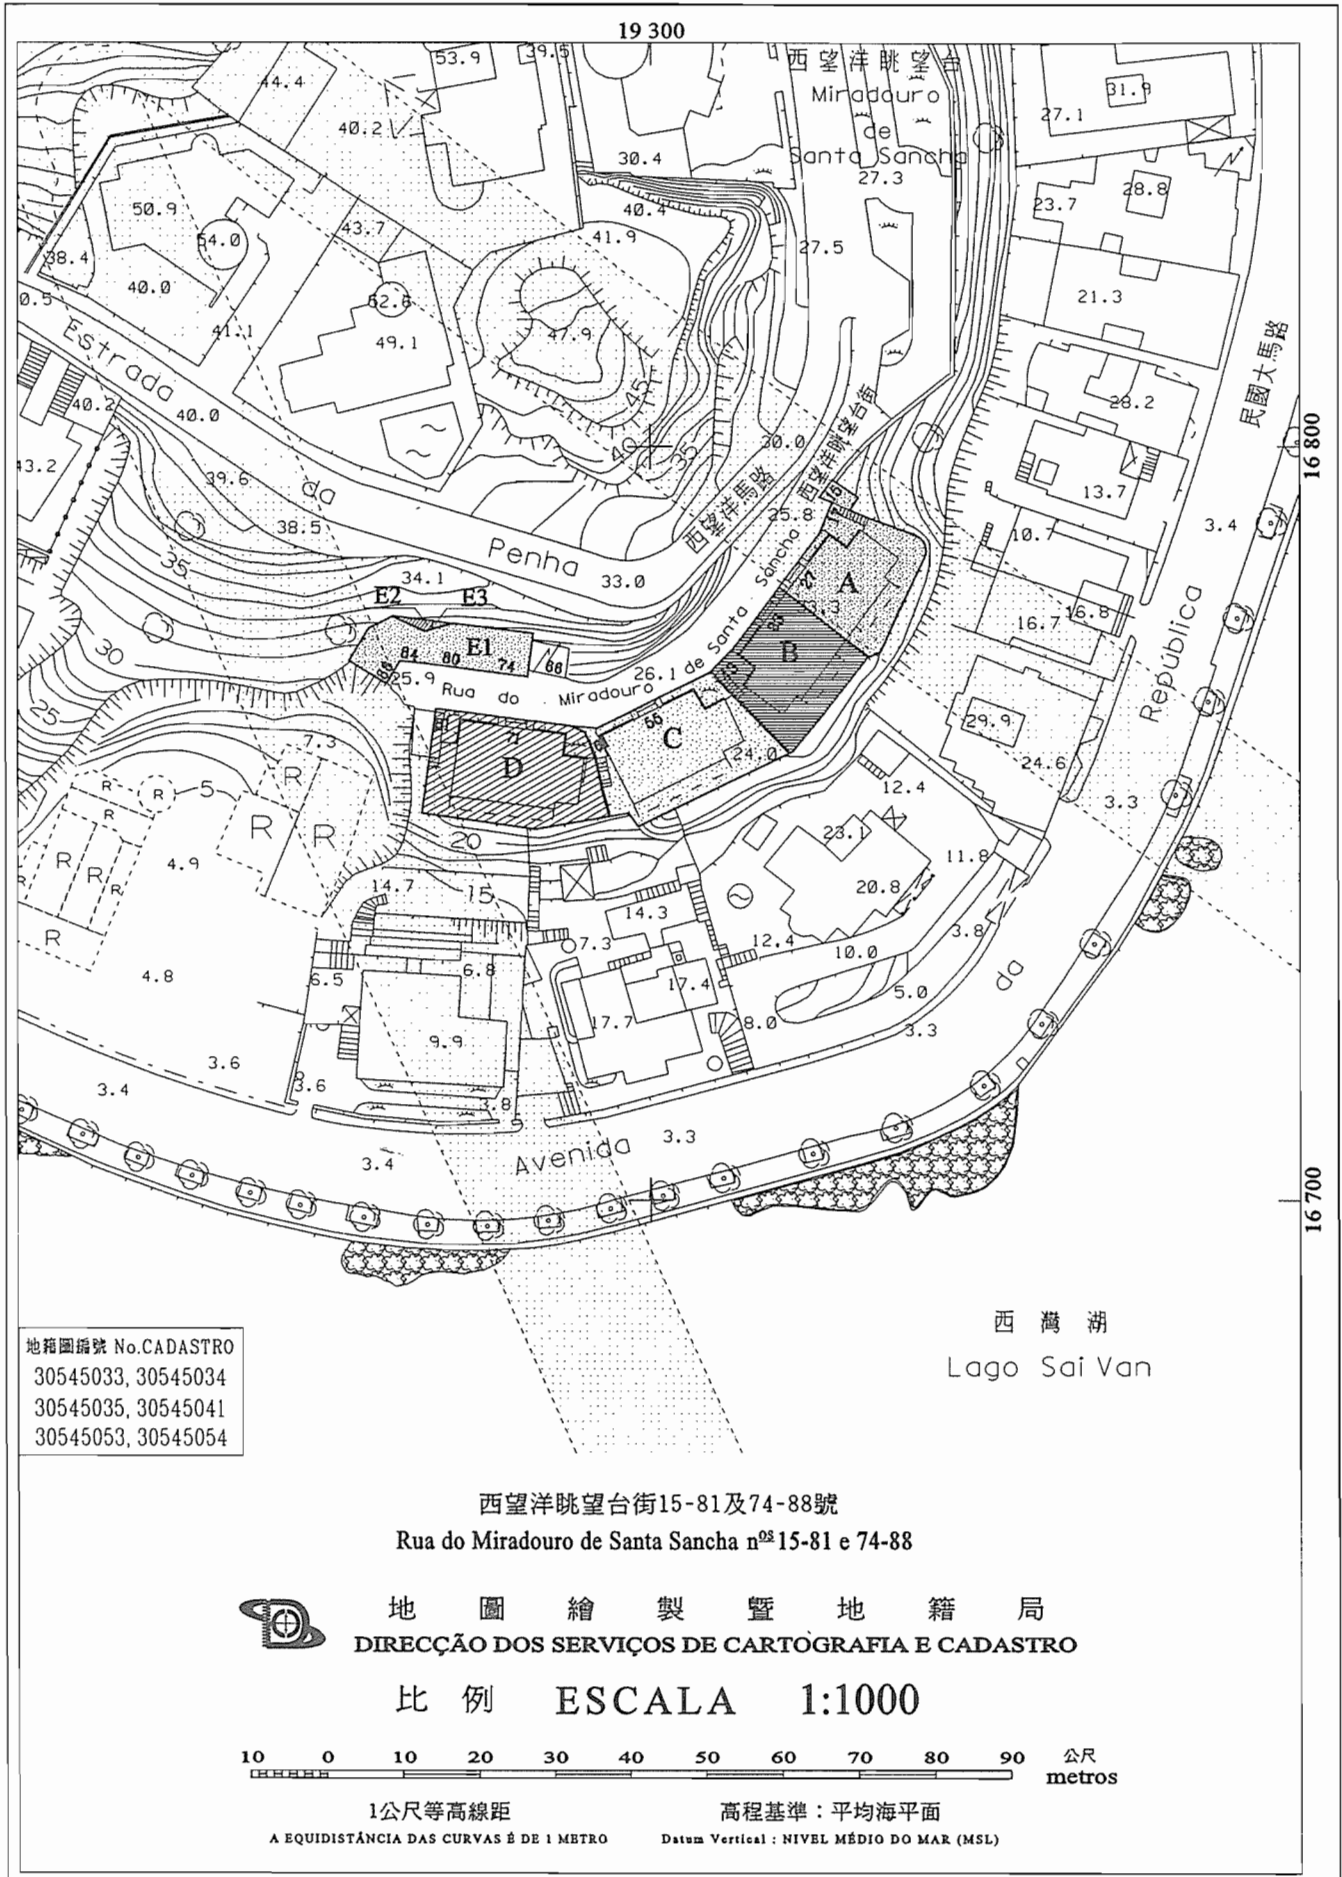 19 300
53.9
39.5
西望洋眺望台
Miradouro
de
Santa Sancha
27.3
44.4
40.2
30.4
31.9
27.1
28.8
23.7
50.9
54.0
43.7
40.4
41.9
27.5
38.4
40.0
41.1
52.6
49.1
47.9
45
40
35
21.3
28.2
民國大馬路
Estrada
da
Penha
40.2
40.0
43.2
39.6
38.5
35
30
25
34.1
33.0
30.0
西望洋馬路
西望洋眺望台街
25.8
16 800
13.7
10.7
3.4
16.7
16.8
E2
E3
E1
84
80
74
68
88
25.9
Rua do Miradouro de Santa Sancha
26.1
15
17
27
A
B
C
55
24.0
D
71
81
29.9
24.6
3.3
7.3
R
R
R
R
R
5
R
R
R
R
R
4.9
4.8
20
15
14.7
12.4
23.1
20.8
11.8
14.3
7.3
12.4
10.0
3.8
5.0
3.3
6.5
6.8
17.4
17.7
8.0
9.9
3.6
3.6
3.4
3.8
3.4
3.3
Avenida da República
16 700
西灣湖
Lago Sai Van
地籍圖編號 No.CADASTRO
30545033, 30545034
30545035, 30545041
30545053, 30545054
西望洋眺望台街15-81及74-88號
Rua do Miradouro de Santa Sancha nºs 15-81 e 74-88
地圖繪製暨地籍局
DIRECÇÃO DOS SERVIÇOS DE CARTOGRAFIA E CADASTRO
比例 ESCALA 1:1000
10 0 10 20 30 40 50 60 70 80 90 公尺
metros
1公尺等高線距 高程基準：平均海平面
A EQUIDISTÂNCIA DAS CURVAS É DE 1 METRO Datum Vertical : NIVEL MÉDIO DO MAR (MSL)